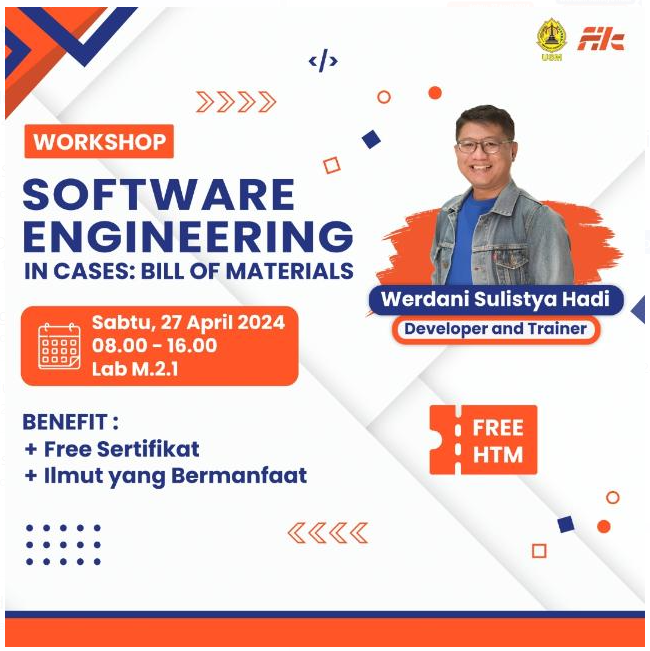 USM
</>
WORKSHOP
SOFTWARE
ENGINEERING
IN CASES: BILL OF MATERIALS
Werdani Sulistya Hadi
Developer and Trainer
Sabtu, 27 April 2024
08.00 - 16.00
Lab M.2.1
BENEFIT :
+ Free Sertifikat
+ Ilmut yang Bermanfaat
FREE
HTM